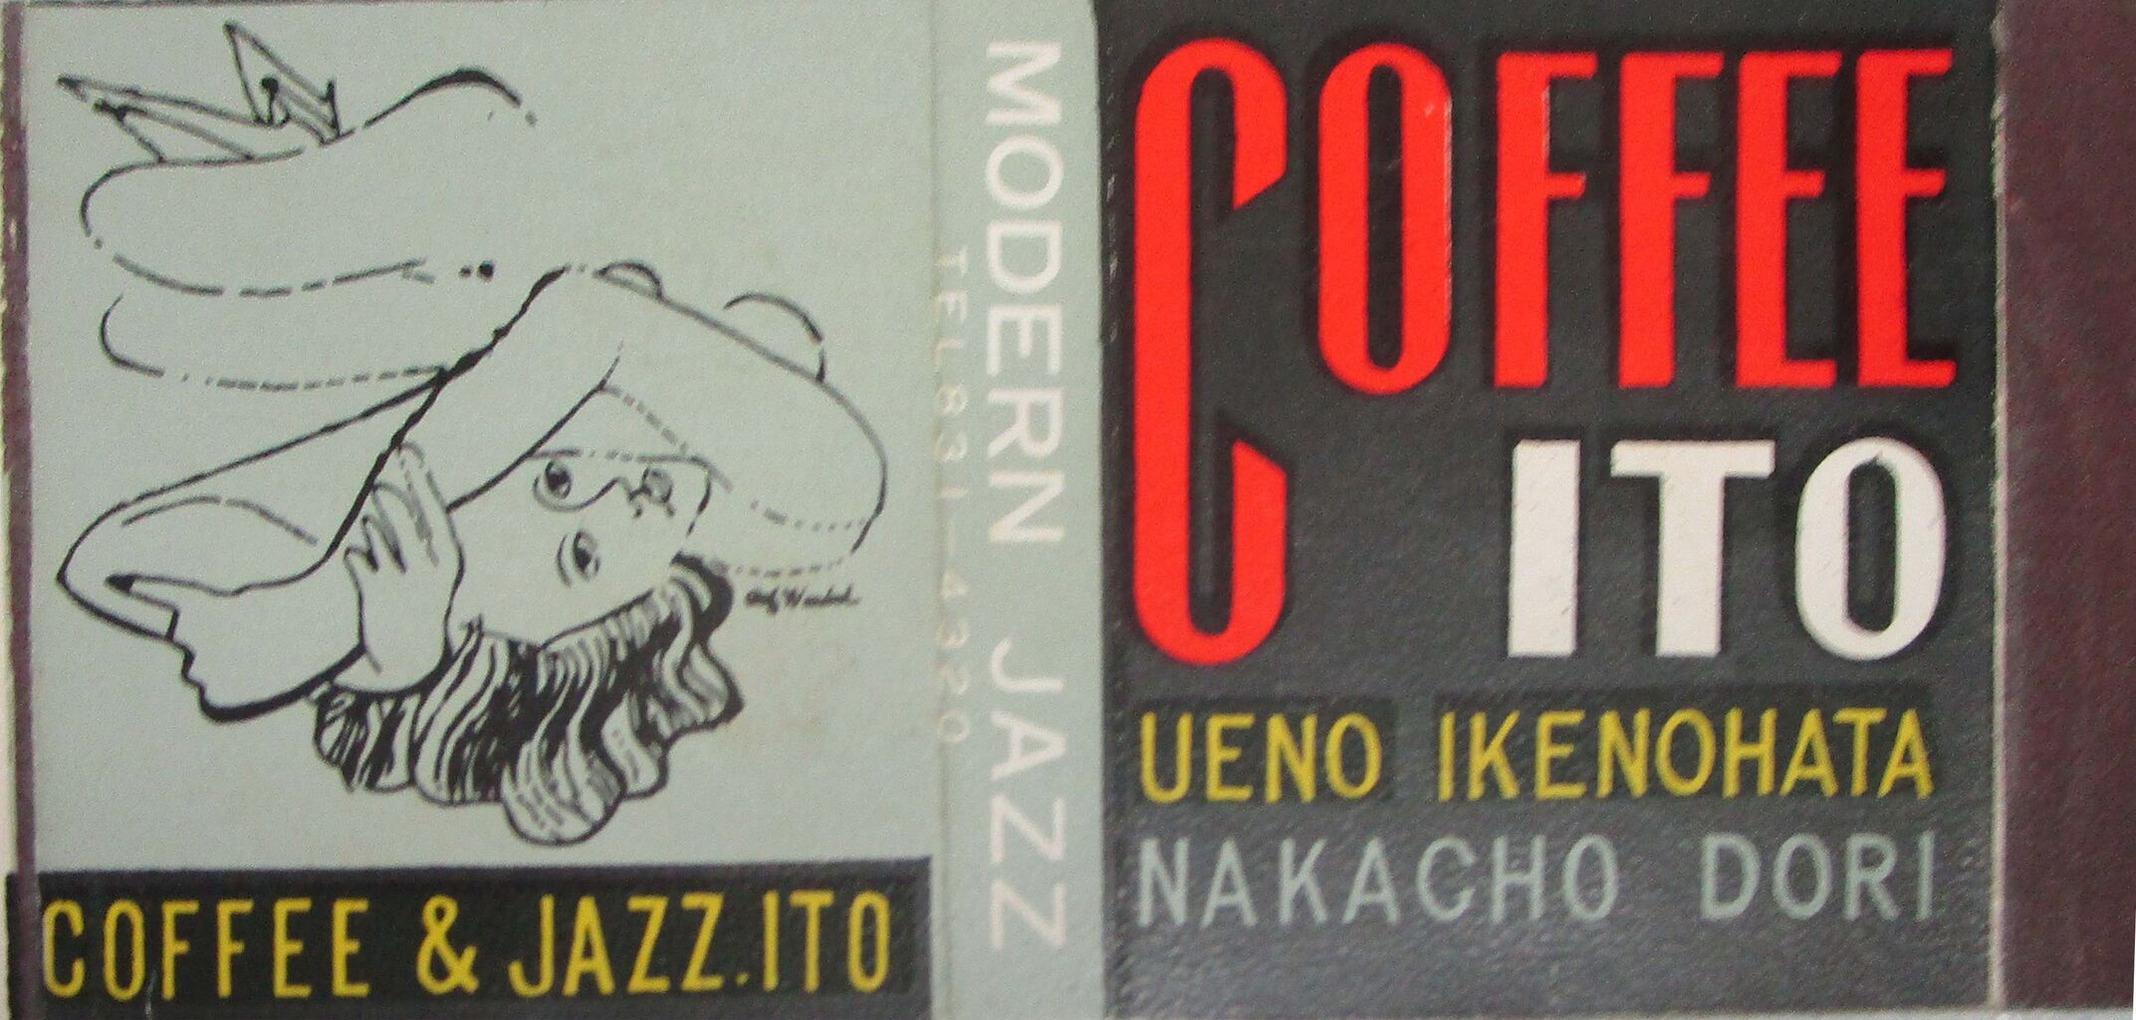 COFFEE & JAZZ.ITO
MODERN JAZZ
TEL831-4320
COFFEE
ITO
UENO IKENOHATA
NAKACHO DORI